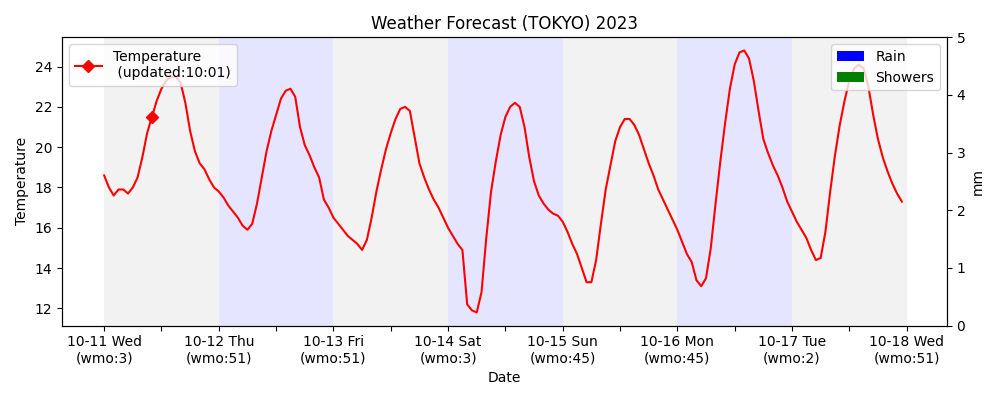 Weather Forecast (TOKYO) 2023
Temperature
(updated:10:01)
Rain
Showers
Temperature
24
22
20
18
16
14
12
5
4
3
2
1
0
mm
10-11 Wed
(wmo:3)
10-12 Thu
(wmo:51)
10-13 Fri
(wmo:51)
10-14 Sat
(wmo:3)
10-15 Sun
(wmo:45)
10-16 Mon
(wmo:45)
10-17 Tue
(wmo:2)
10-18 Wed
(wmo:51)
Date